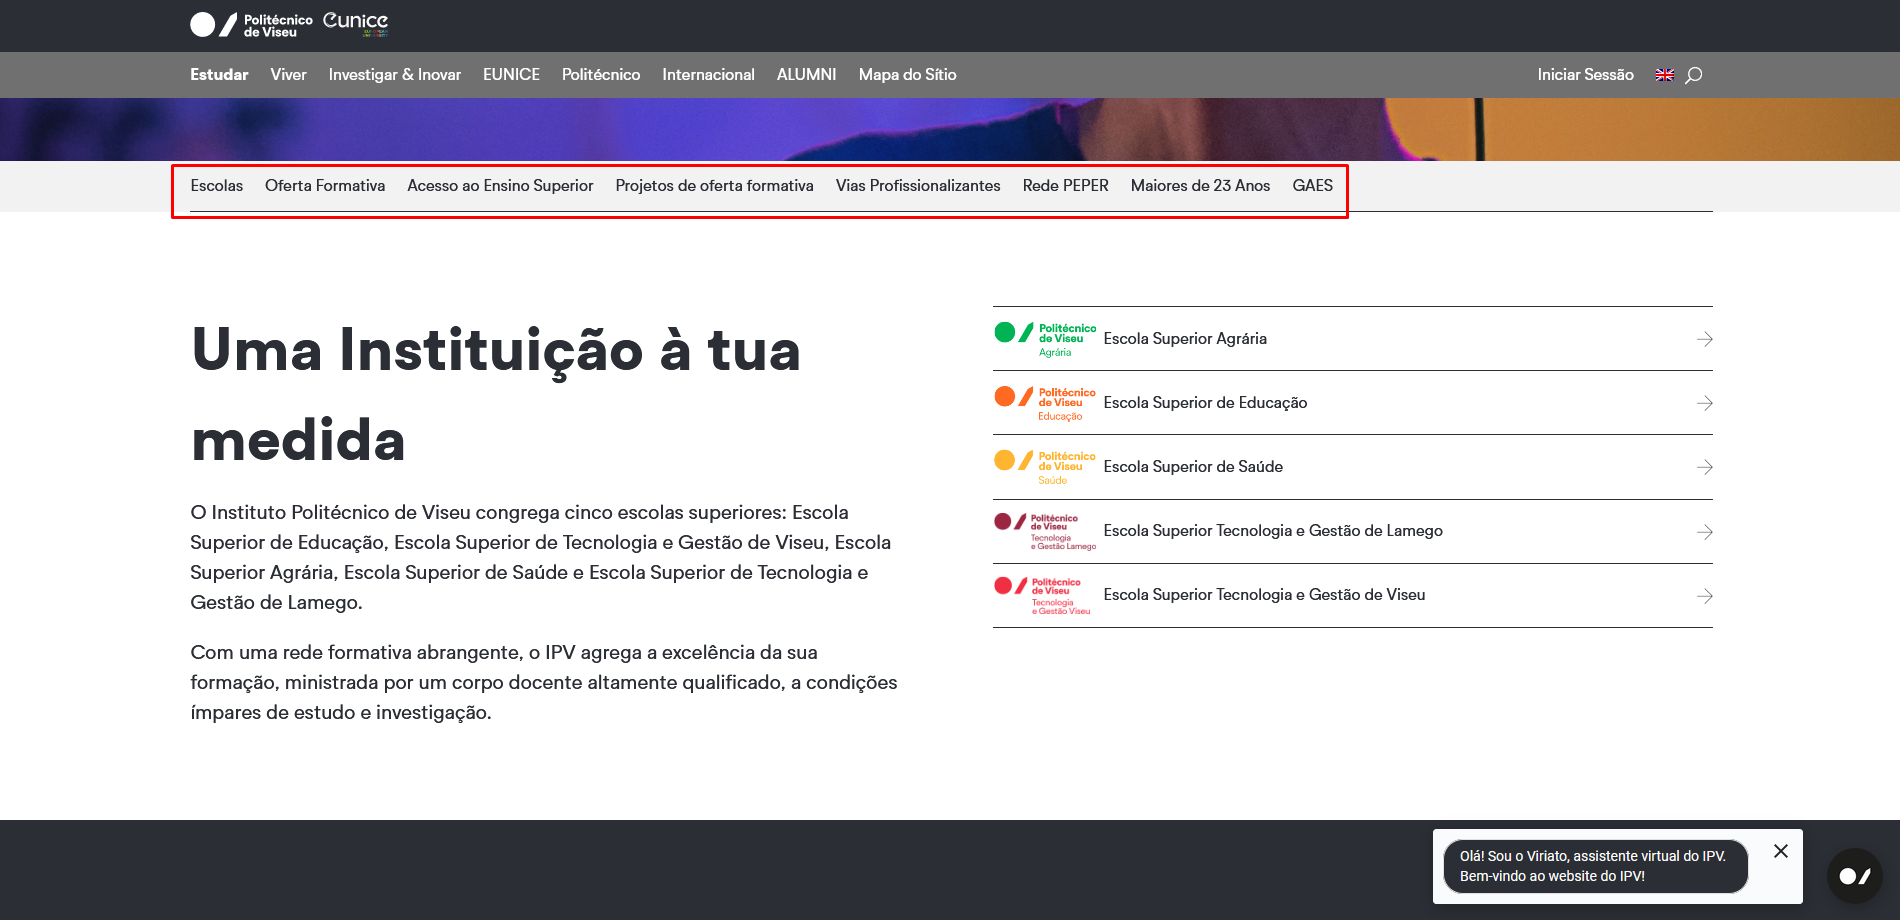 Politécnico
de Viseu
eunice
Estudar Viver Investigar & Inovar EUNICE Politécnico Internacional ALUMNI Mapa do Sítio Iniciar Sessão
Escolas Oferta Formativa Acesso ao Ensino Superior Projetos de oferta formativa Vias Profissionalizantes Rede PEPER Maiores de 23 Anos GAES
Uma Instituição à tua
medida
O Instituto Politécnico de Viseu congrega cinco escolas superiores: Escola
Superior de Educação, Escola Superior de Tecnologia e Gestão de Viseu, Escola
Superior Agrária, Escola Superior de Saúde e Escola Superior de Tecnologia e
Gestão de Lamego.
Com uma rede formativa abrangente, o IPV agrega a excelência da sua
formação, ministrada por um corpo docente altamente qualificado, a condições
ímpares de estudo e investigação.
Politécnico
de Viseu
Agrária
Escola Superior Agrária
Politécnico
de Viseu
Educação
Escola Superior de Educação
Politécnico
de Viseu
Saúde
Escola Superior de Saúde
Politécnico
de Viseu
Tecnologia
e Gestão Lamego
Escola Superior Tecnologia e Gestão de Lamego
Politécnico
de Viseu
Tecnologia
e Gestão Viseu
Escola Superior Tecnologia e Gestão de Viseu
Olá! Sou o Viriato, assistente virtual do IPV.
Bem-vindo ao website do IPV!